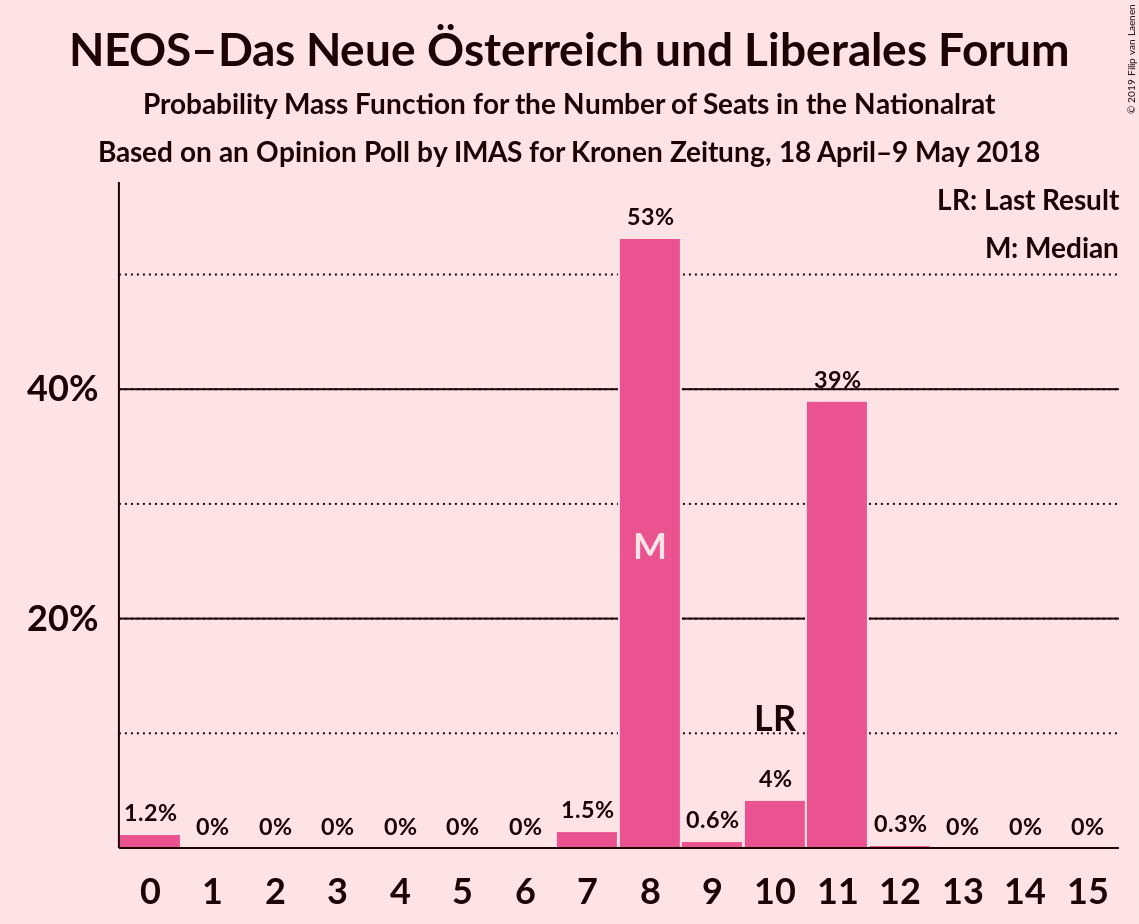 NEOS–Das Neue Österreich und Liberales Forum
Probability Mass Function for the Number of Seats in the Nationalrat
Based on an Opinion Poll by IMAS for Kronen Zeitung, 18 April–9 May 2018
© 2019 Filip van Laenen
LR: Last Result
M: Median
53%
40%
39%
M
20%
LR
4%
1.2% 0% 0% 0% 0% 0% 0% 1.5% 0.6% 0.3% 0% 0% 0%
0 1 2 3 4 5 6 7 8 9 10 11 12 13 14 15